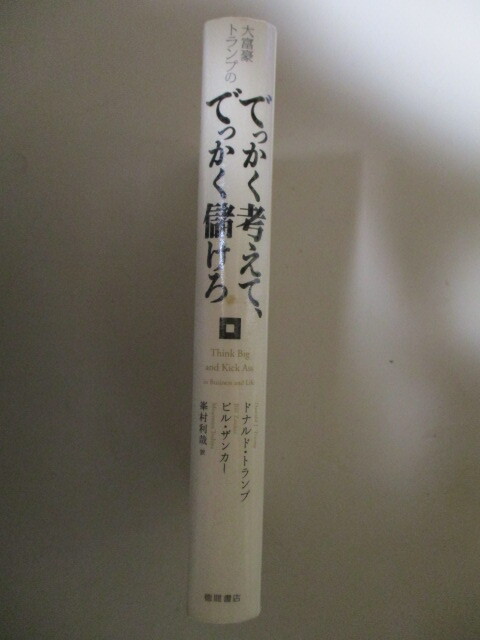 大富豪
トランプの
でっかく考えて、
でっかく儲けろ
Think Big
and Kick Ass
in Business and Life
ドナルド・トランプ
ビル・ザンカー
峯村利哉 訳
徳間書店